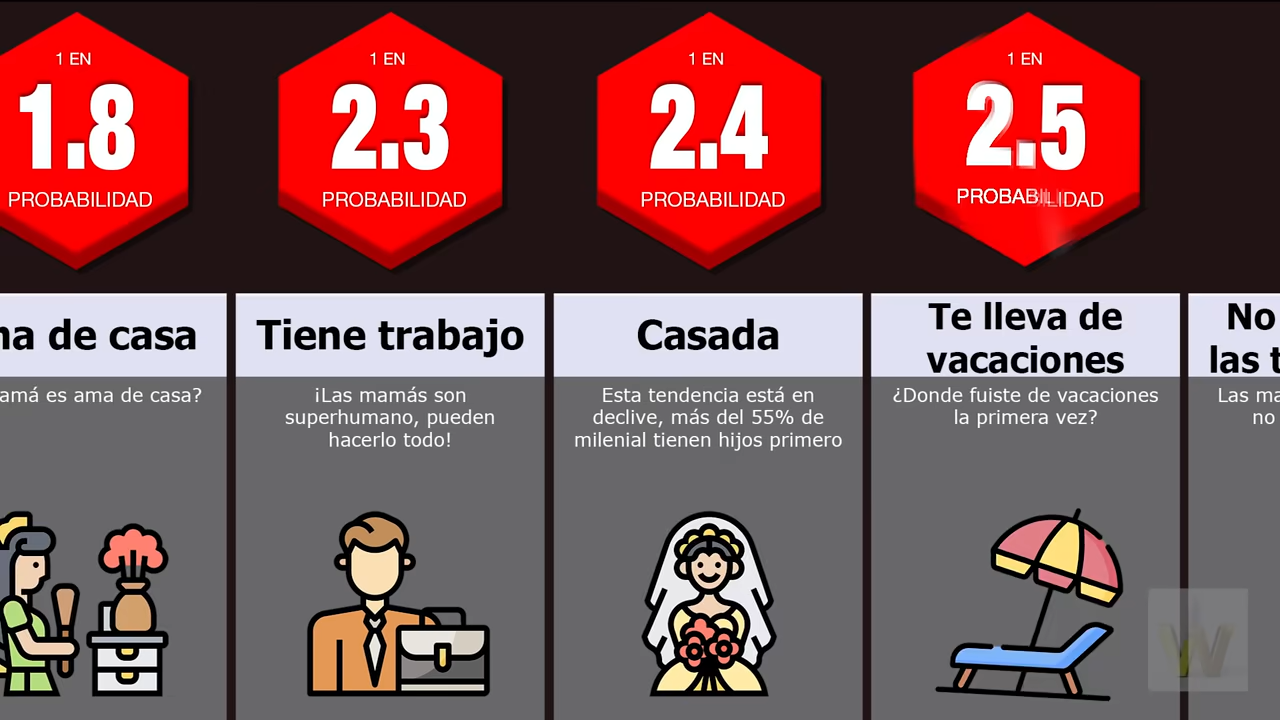 1 EN
1.8
PROBABILIDAD
1 EN
2.3
PROBABILIDAD
1 EN
2.4
PROBABILIDAD
1 EN
2.5
PROBABILIDAD
de casa
Tiene trabajo
Casada
Te lleva de
vacaciones
No
las
es ama de casa?
¡Las mamás son
superhumano, pueden
hacerlo todo!
Esta tendencia está en
declive, más del 55% de
milenial tienen hijos primero
¿Donde fuiste de vacaciones
la primera vez?
Las
no
W